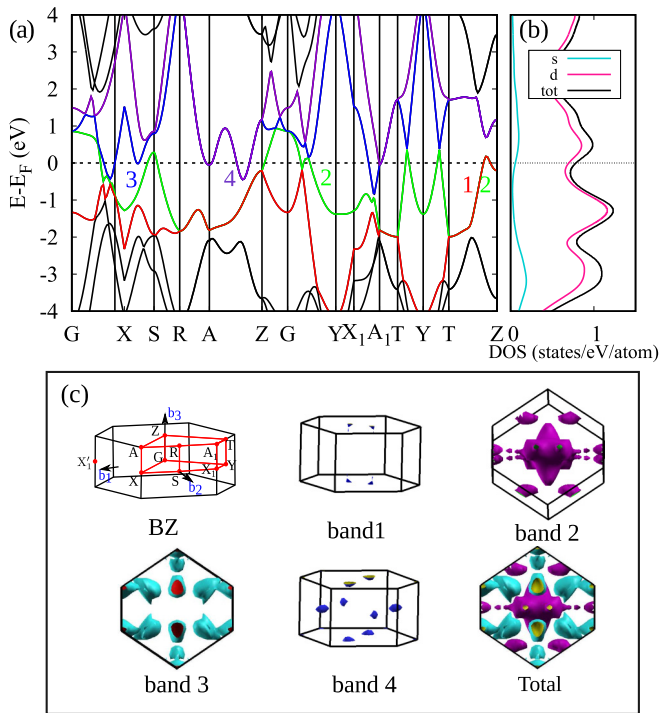 (a)
(b)
4
3
2
1
0
-1
-2
-3
-4
E-E_F (eV)
3
4
2
1 2
s
d
tot
G X S R A Z G Y X₁ A₁ T Y T Z
0 1
DOS (states/eV/atom)
(c)
b3
Z
A
R
T
A₁
G
X'₁
b1
X₁
Y
X
S
b2
BZ
band1
band 2
band 3
band 4
Total